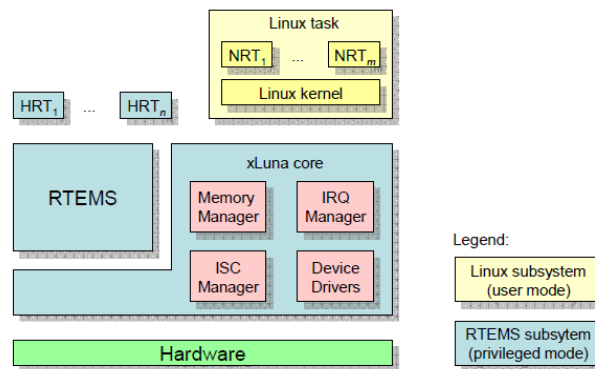 Linux task
NRT1 ... NRTm
Linux kernel
HRT1 ... HRTn
RTEMS
xLuna core
Memory
Manager
IRQ
Manager
ISC
Manager
Device
Drivers
Hardware
Legend:
Linux subsystem
(user mode)
RTEMS subsytem
(privileged mode)